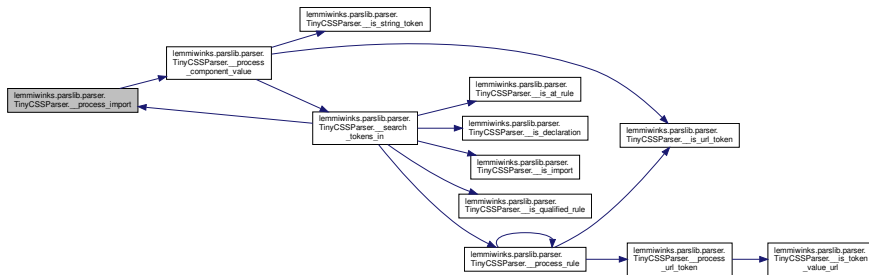 lemmiwinks.parslib.parser.
TinyCSSParser.__process_import
lemmiwinks.parslib.parser.
TinyCSSParser.__process
_component_value
lemmiwinks.parslib.parser.
TinyCSSParser.__is_string_token
lemmiwinks.parslib.parser.
TinyCSSParser.__search
_tokens_in
lemmiwinks.parslib.parser.
TinyCSSParser.__is_at_rule
lemmiwinks.parslib.parser.
TinyCSSParser.__is_declaration
lemmiwinks.parslib.parser.
TinyCSSParser.__is_import
lemmiwinks.parslib.parser.
TinyCSSParser.__is_qualified_rule
lemmiwinks.parslib.parser.
TinyCSSParser.__process_rule
lemmiwinks.parslib.parser.
TinyCSSParser.__is_url_token
lemmiwinks.parslib.parser.
TinyCSSParser.__process
_url_token
lemmiwinks.parslib.parser.
TinyCSSParser.__is_token
_value_url